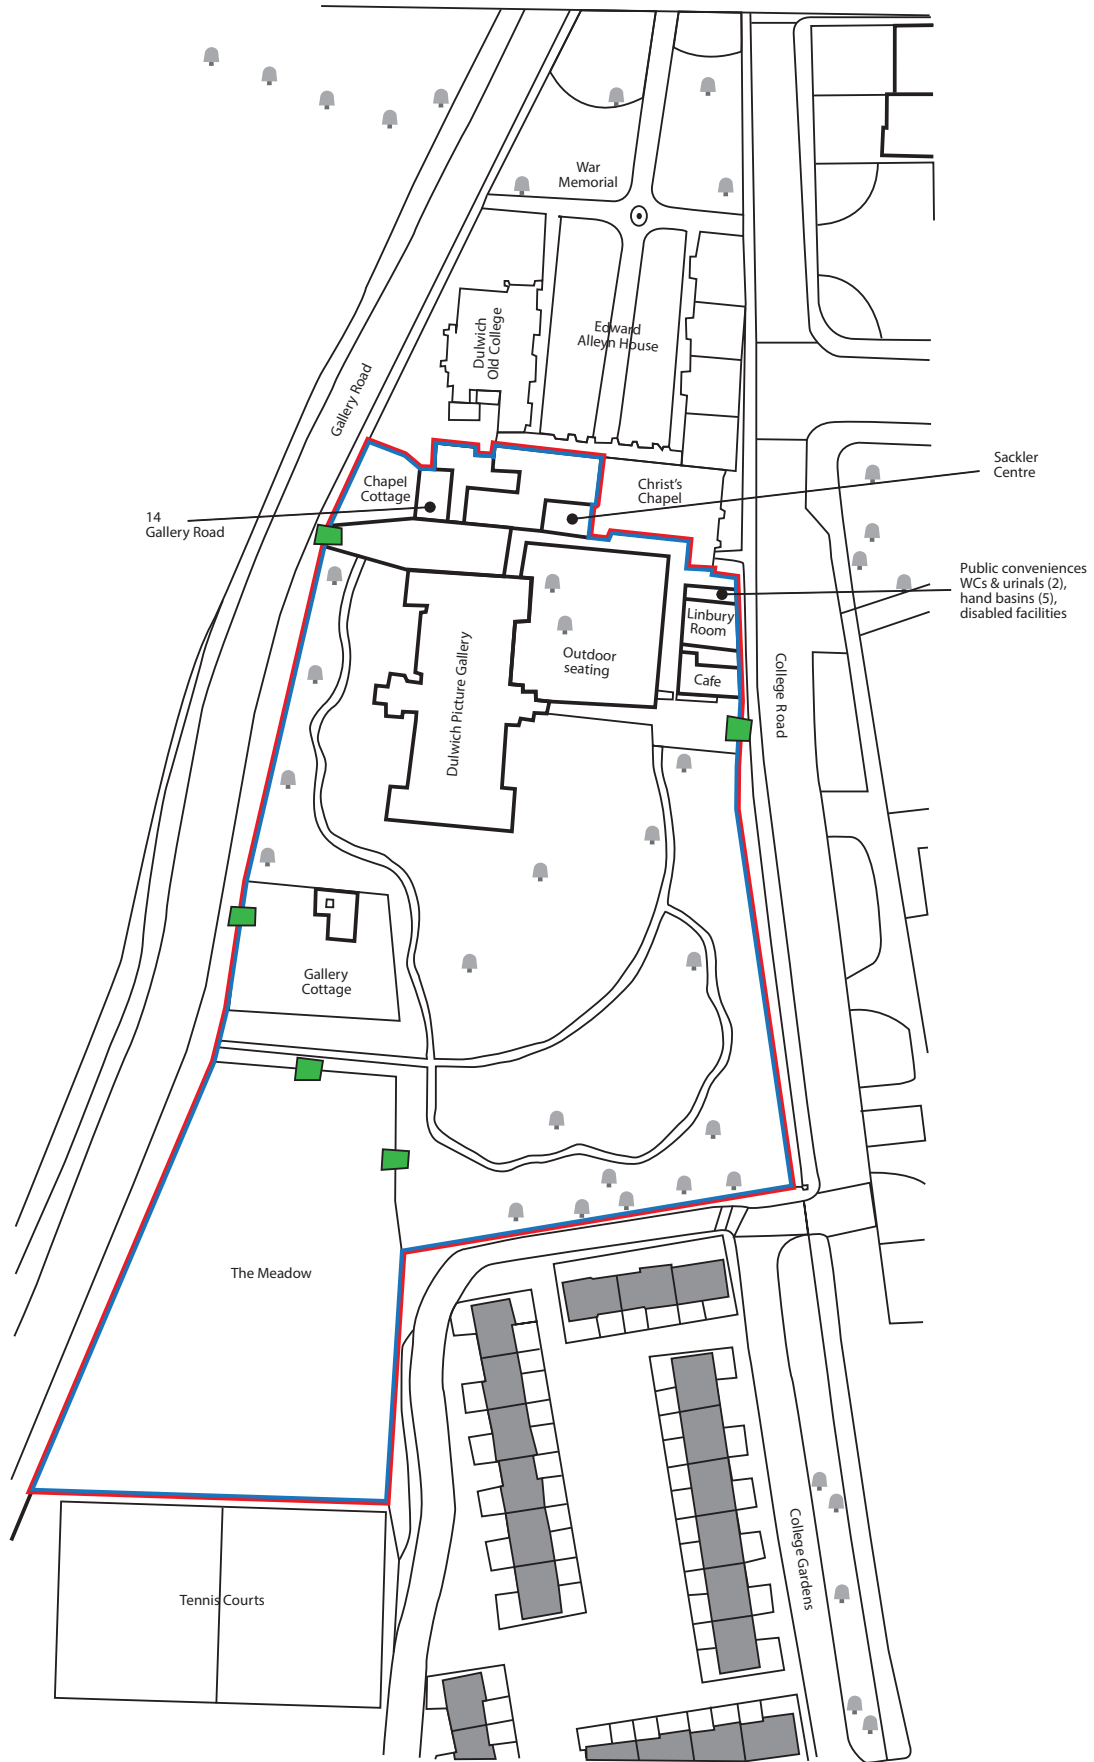 War
Memorial
Dulwich
Old College
Edward
Alleyn House
Gallery Road
Sackler
Centre
Chapel
Cottage
Christ's
Chapel
14
Gallery Road
Public conveniences
WCs & urinals (2),
hand basins (5),
disabled facilities
Linbury
Room
Outdoor
seating
Cafe
Dulwich Picture Gallery
College Road
Gallery
Cottage
The Meadow
College Gardens
Tennis Courts